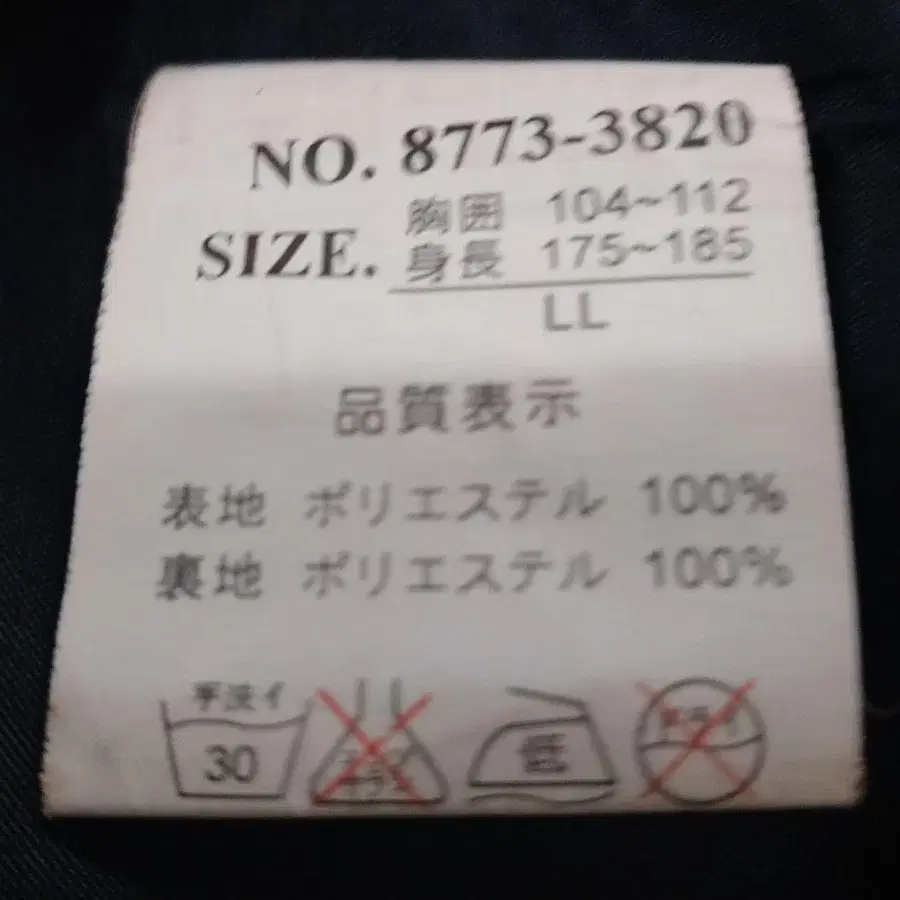 NO. 8773-3820
SIZE. 胸囲 104~112
身長 175~185
LL
品質表示
表地 ポリエステル 100%
裏地 ポリエステル 100%
手洗イ
30
低